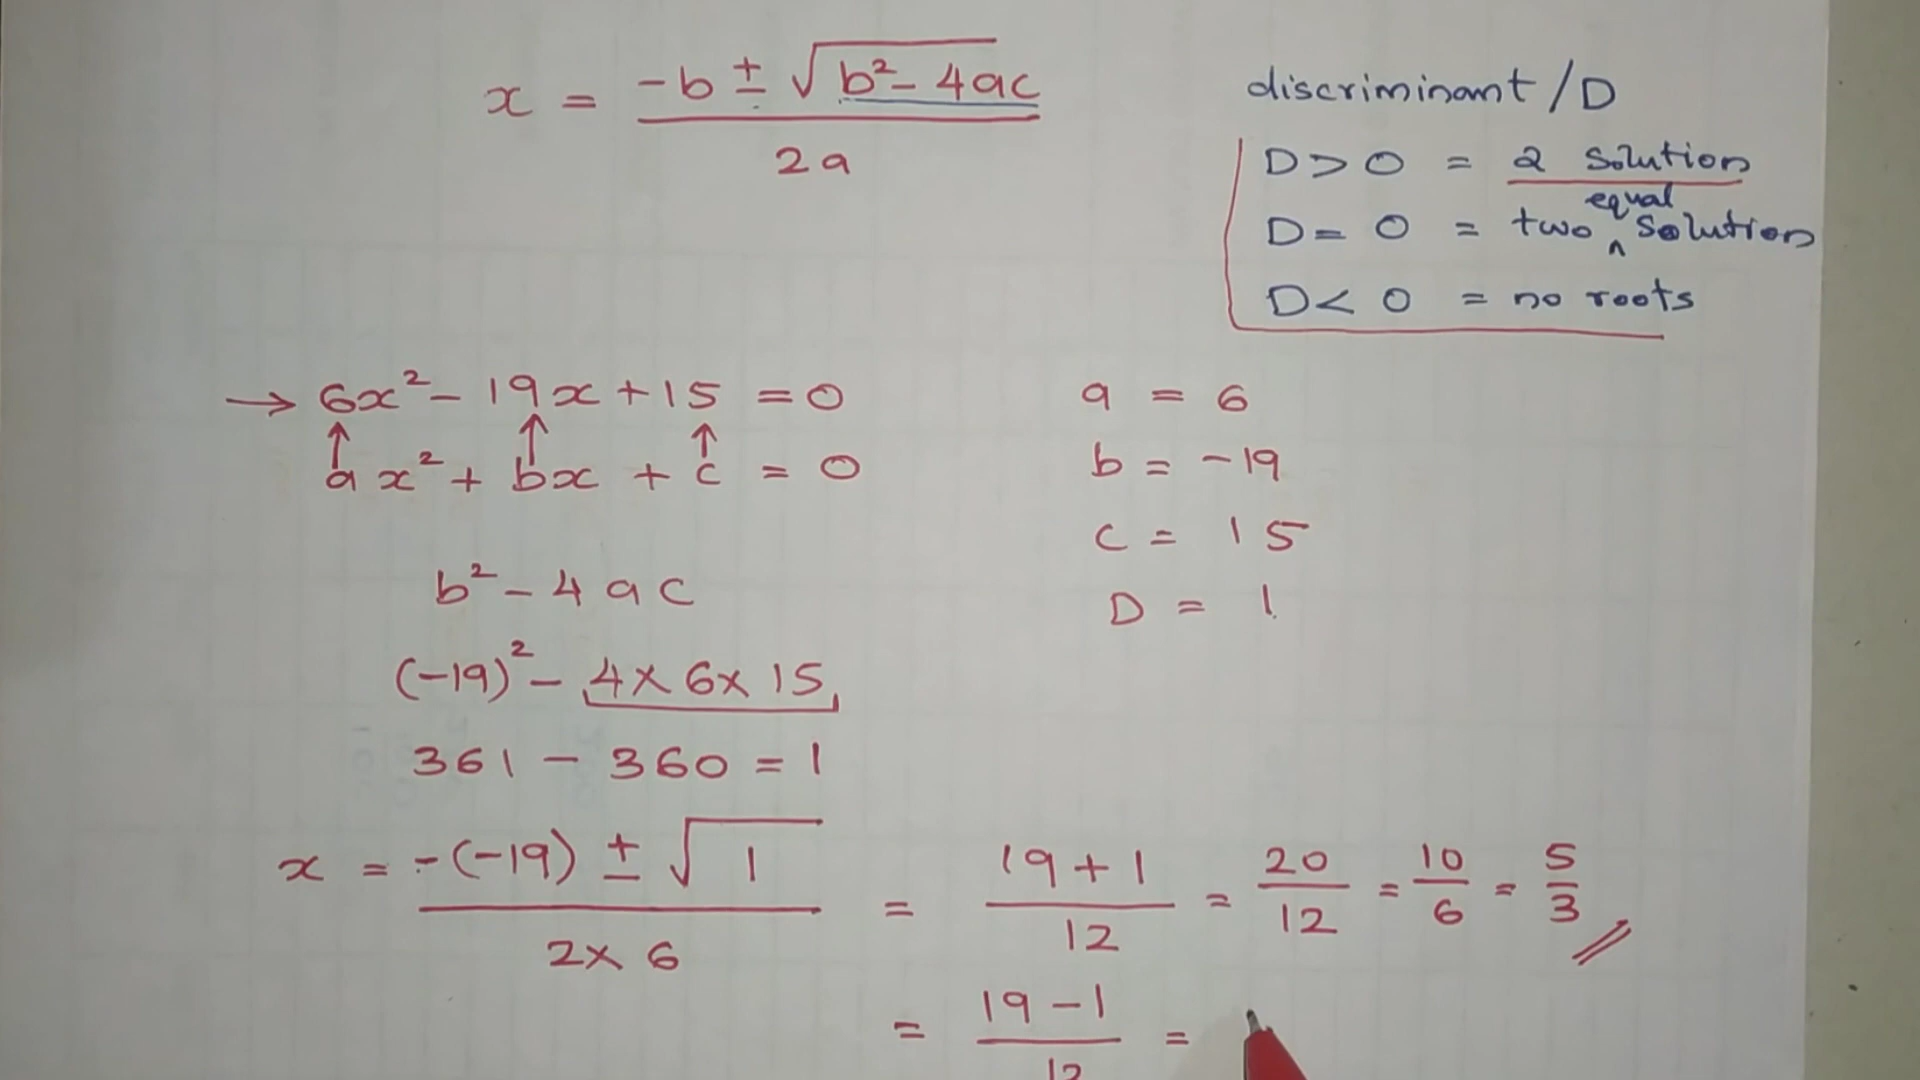 x = -b ± √b² - 4ac / 2a
discriminant / D
D > 0 = 2 solution
D = 0 = two equal solution
D < 0 = no roots
→ 6x² - 19x + 15 = 0
ax² + bx + c = 0
a = 6
b = -19
c = 15
D = 1
b² - 4ac
(-19)² - 4 x 6 x 15
361 - 360 = 1
x = -(-19) ± √1 / 2 x 6 = 19 + 1 / 12 = 20 / 12 = 10 / 6 = 5 / 3
= 19 - 1 / 12 =